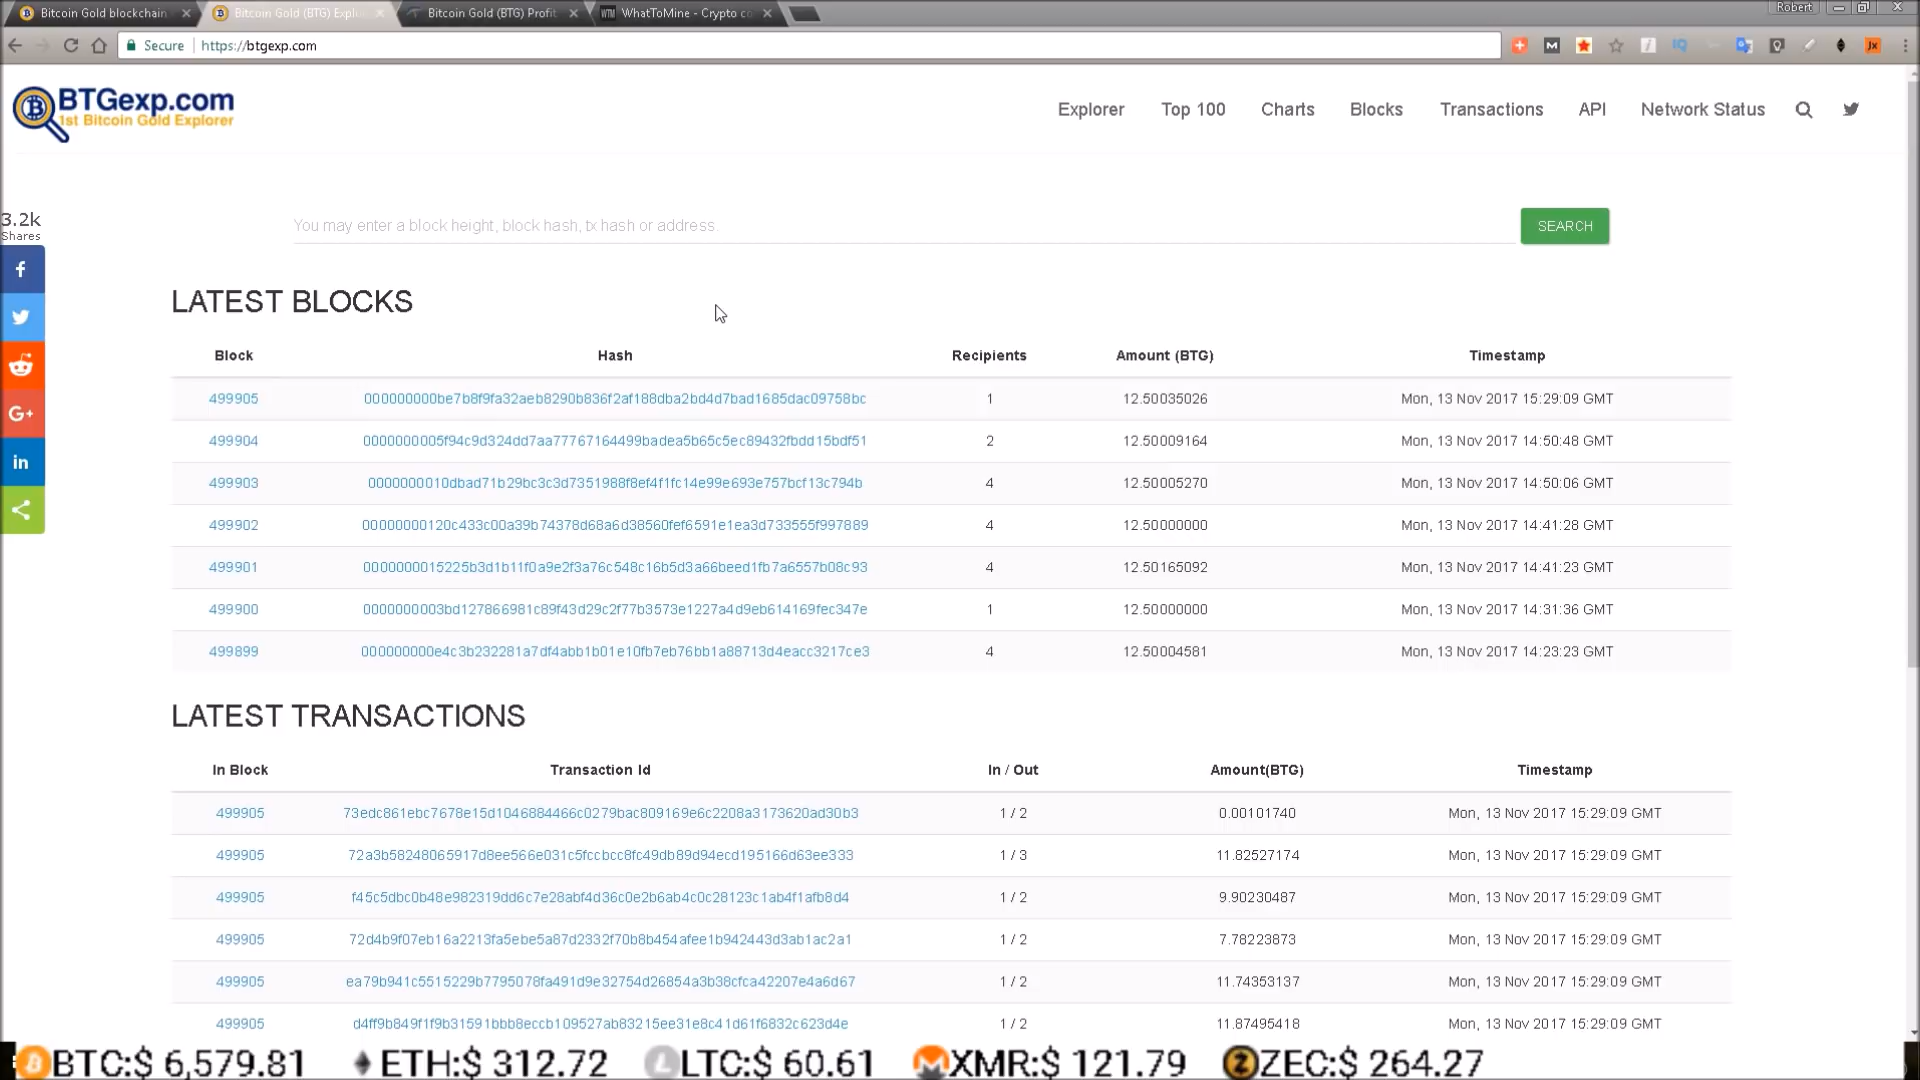 Bitcoin Gold blockchain
Bitcoin Gold (BTG) Expl
Bitcoin Gold (BTG) Profit
WhatToMine - Crypto co
Robert
Secure
https://btgexp.com
BTGexp.com
1st Bitcoin Gold Explorer
Explorer Top 100 Charts Blocks Transactions API Network Status
3.2k
Shares
You may enter a block height, block hash, tx hash or address.
SEARCH
LATEST BLOCKS
Block Hash Recipients Amount (BTG) Timestamp
499905 000000000be7b8f9fa32aeb8290b836f2af188dba2bd4d7bad1685dac09758bc 1 12.50035026 Mon, 13 Nov 2017 15:29:09 GMT
499904 0000000005f94c9d324dd7aa77767164499badea5b65c5ec89432fbdd15bdf51 2 12.50009164 Mon, 13 Nov 2017 14:50:48 GMT
499903 0000000010dbad71b29bc3c3d7351988f8ef4f1fc14e99e693e757bcf13c794b 4 12.50005270 Mon, 13 Nov 2017 14:50:06 GMT
499902 00000000120c433c00a39b74378d68a6d38560fef6591e1ea3d733555f997889 4 12.50000000 Mon, 13 Nov 2017 14:41:28 GMT
499901 0000000015225b3d1b11f0a9e2f3a76c548c16b5d3a66beed1fb7a6557b08c93 4 12.50165092 Mon, 13 Nov 2017 14:41:23 GMT
499900 0000000003bd127866981c89f43d29c2f77b3573e1227a4d9eb614169fec347e 1 12.50000000 Mon, 13 Nov 2017 14:31:36 GMT
499899 000000000e4c3b232281a7df4abb1b01e10fb7eb76bb1a88713d4eacc3217ce3 4 12.50004581 Mon, 13 Nov 2017 14:23:23 GMT
LATEST TRANSACTIONS
In Block Transaction Id In / Out Amount(BTG) Timestamp
499905 73edc861ebc7678e15d1046884466c0279bac809169e6c2208a3173620ad30b3 1 / 2 0.00101740 Mon, 13 Nov 2017 15:29:09 GMT
499905 72a3b58248065917d8ee566e031c5fccbcc8fc49db89d94ecd195166d63ee333 1 / 3 11.82527174 Mon, 13 Nov 2017 15:29:09 GMT
499905 f45c5dbc0b48e982319dd6c7e28abf4d36c0e2b6ab4c0c28123c1ab4f1afb8d4 1 / 2 9.90230487 Mon, 13 Nov 2017 15:29:09 GMT
499905 72d4b9f07eb16a2213fa5ebe5a87d2332f70b8b454afee1b942443d3ab1ac2a1 1 / 2 7.78223873 Mon, 13 Nov 2017 15:29:09 GMT
499905 ea79b941c5515229b7795078fa491d9e32754d26854a3b38cfca42207e4a6d67 1 / 2 11.74353137 Mon, 13 Nov 2017 15:29:09 GMT
499905 d4ff9b849f1f9b31591bbb8eccb109527ab83215ee31e8c41d61f6832c623d4e 1 / 2 11.87495418 Mon, 13 Nov 2017 15:29:09 GMT
BTC:$ 6,579.81 ETH:$ 312.72 LTC:$ 60.61 XMR:$ 121.79 ZEC:$ 264.27